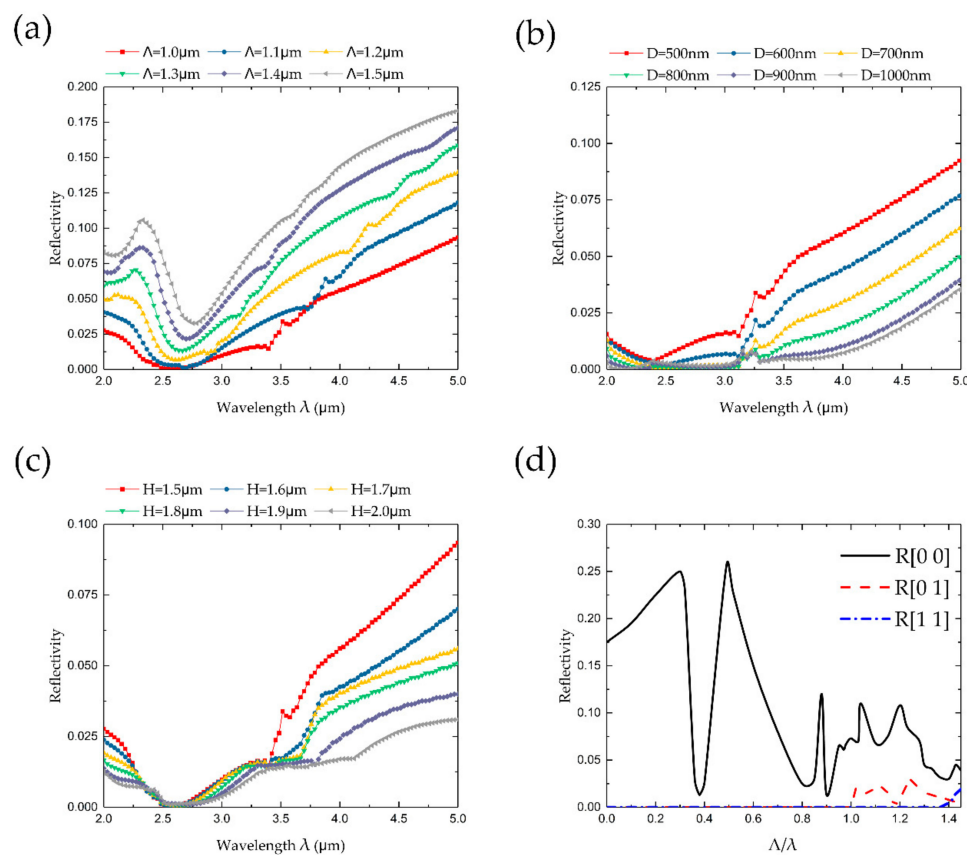 (a)
Λ=1.0μm Λ=1.1μm Λ=1.2μm
Λ=1.3μm Λ=1.4μm Λ=1.5μm
0.200
0.175
0.150
0.125
0.100
0.075
0.050
0.025
0.000
Reflectivity
2.0 2.5 3.0 3.5 4.0 4.5 5.0
Wavelength λ (μm)
(b)
D=500nm D=600nm D=700nm
D=800nm D=900nm D=1000nm
0.125
0.100
0.075
0.050
0.025
0.000
Reflectivity
2.0 2.5 3.0 3.5 4.0 4.5 5.0
Wavelength λ (μm)
(c)
H=1.5μm H=1.6μm H=1.7μm
H=1.8μm H=1.9μm H=2.0μm
0.100
0.075
0.050
0.025
0.000
Reflectivity
2.0 2.5 3.0 3.5 4.0 4.5 5.0
Wavelength λ (μm)
(d)
R[0 0]
R[0 1]
R[1 1]
0.30
0.25
0.20
0.15
0.10
0.05
0.00
Reflectivity
0.0 0.2 0.4 0.6 0.8 1.0 1.2 1.4
Λ/λ